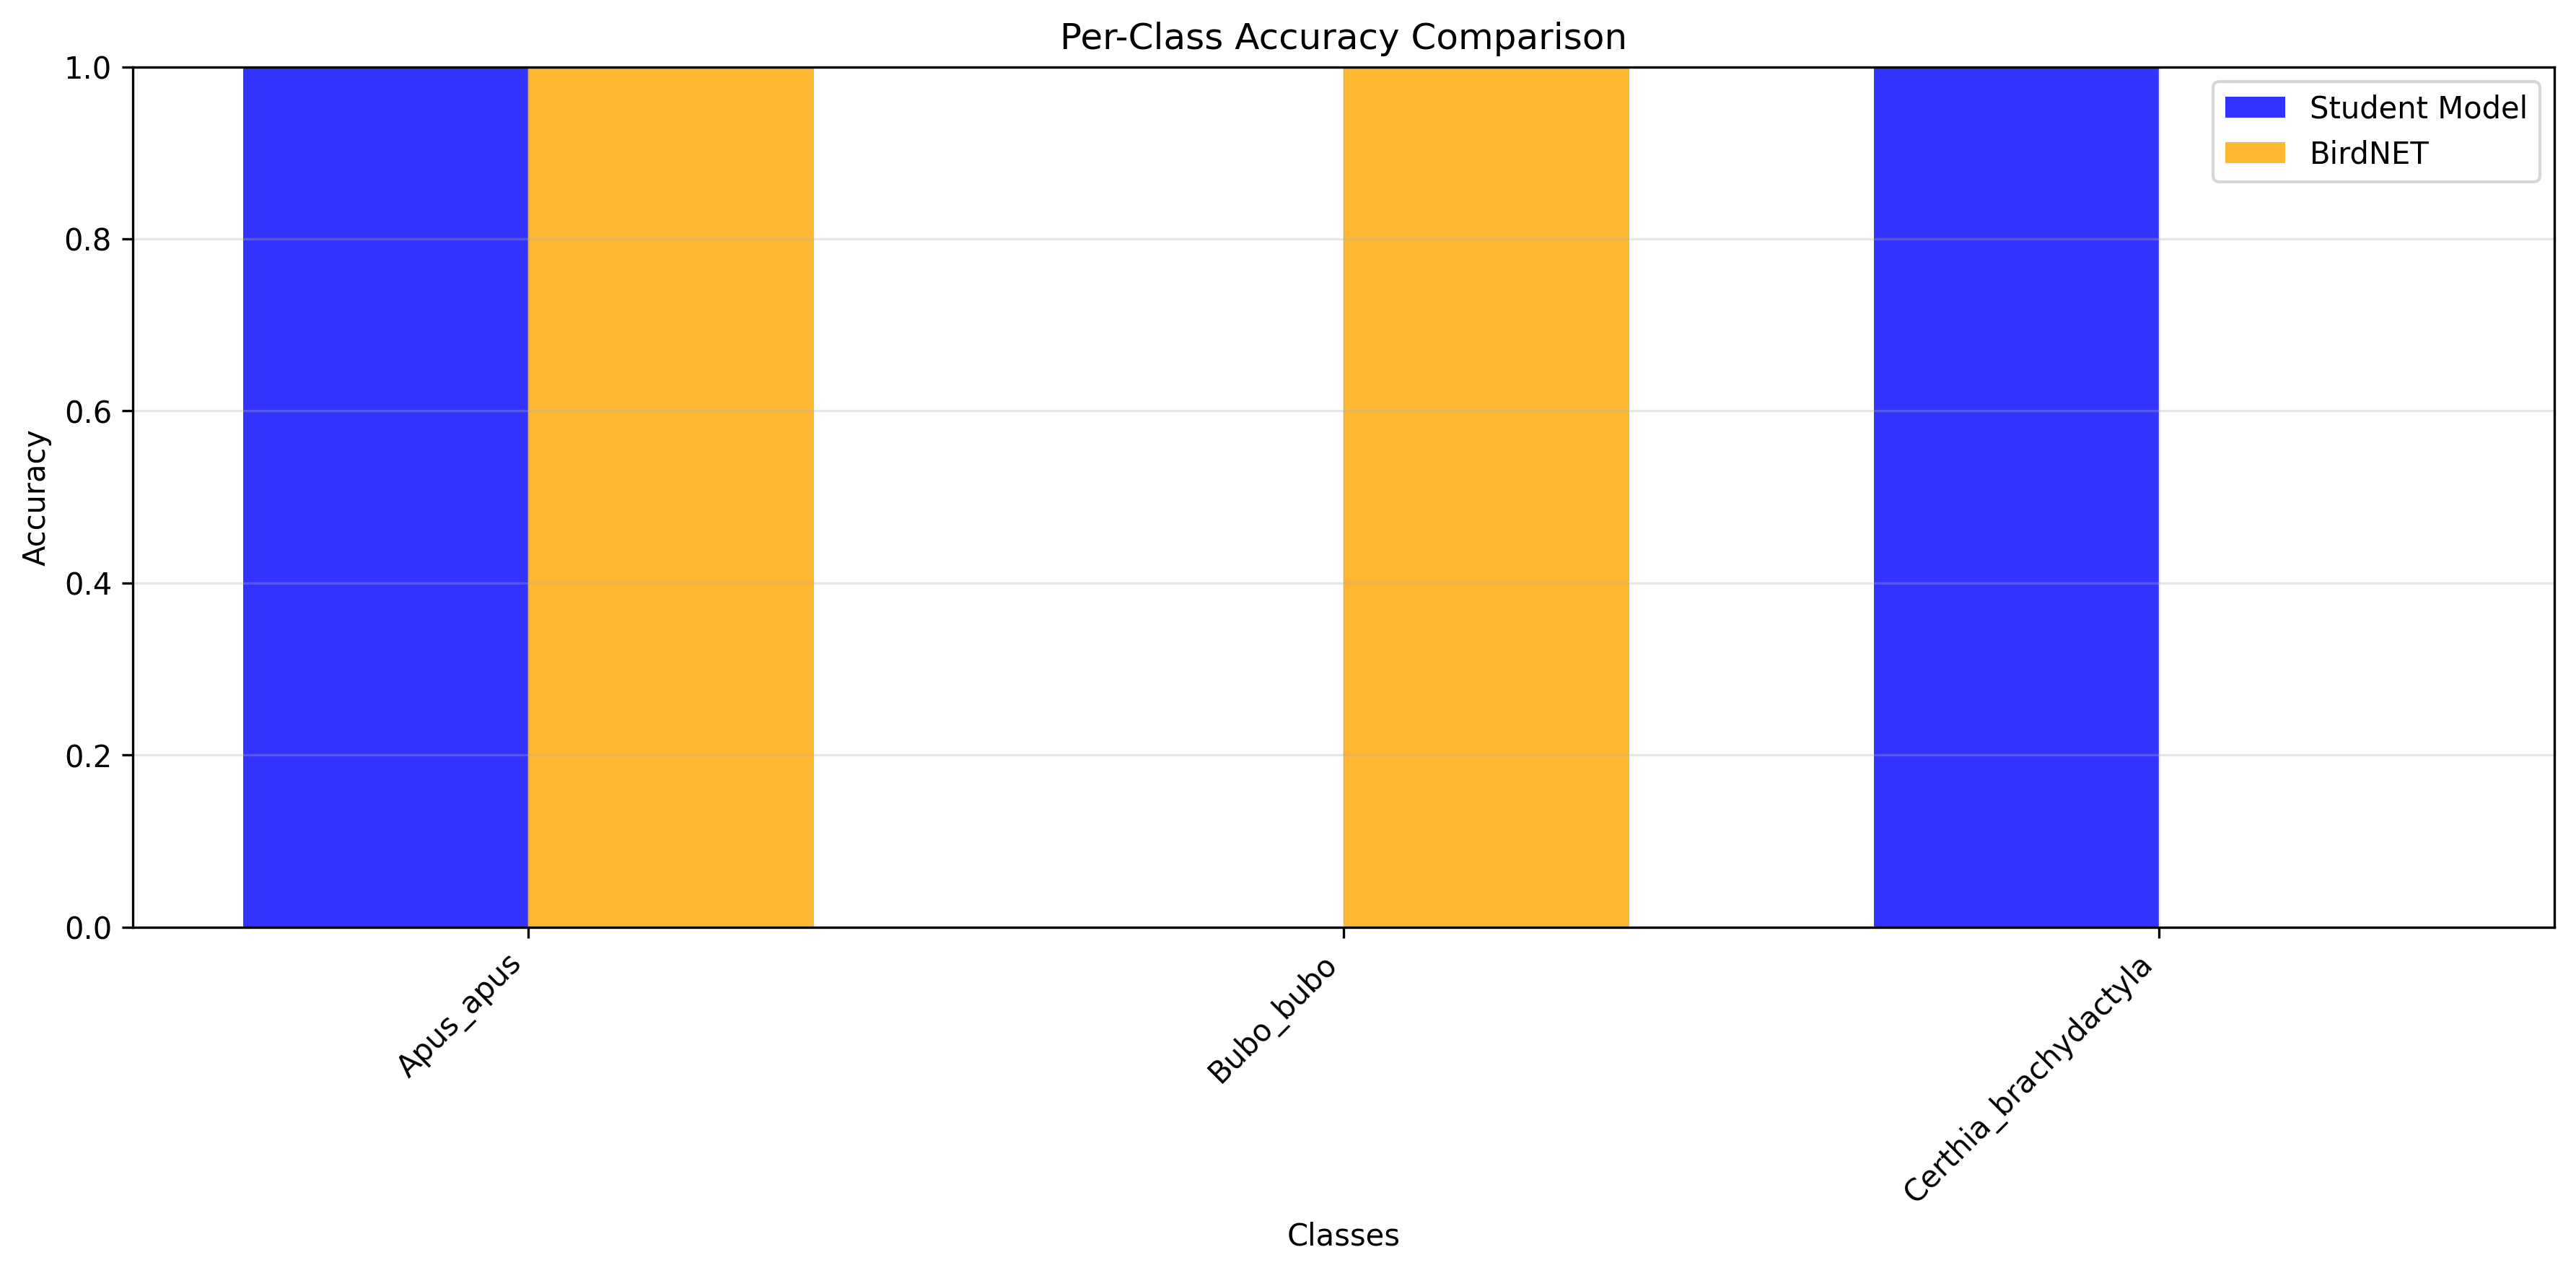 Per-Class Accuracy Comparison
1.0
0.8
0.6
0.4
0.2
0.0
Accuracy
Student Model
BirdNET
Apus_apus
Bubo_bubo
Certhia_brachydactyla
Classes